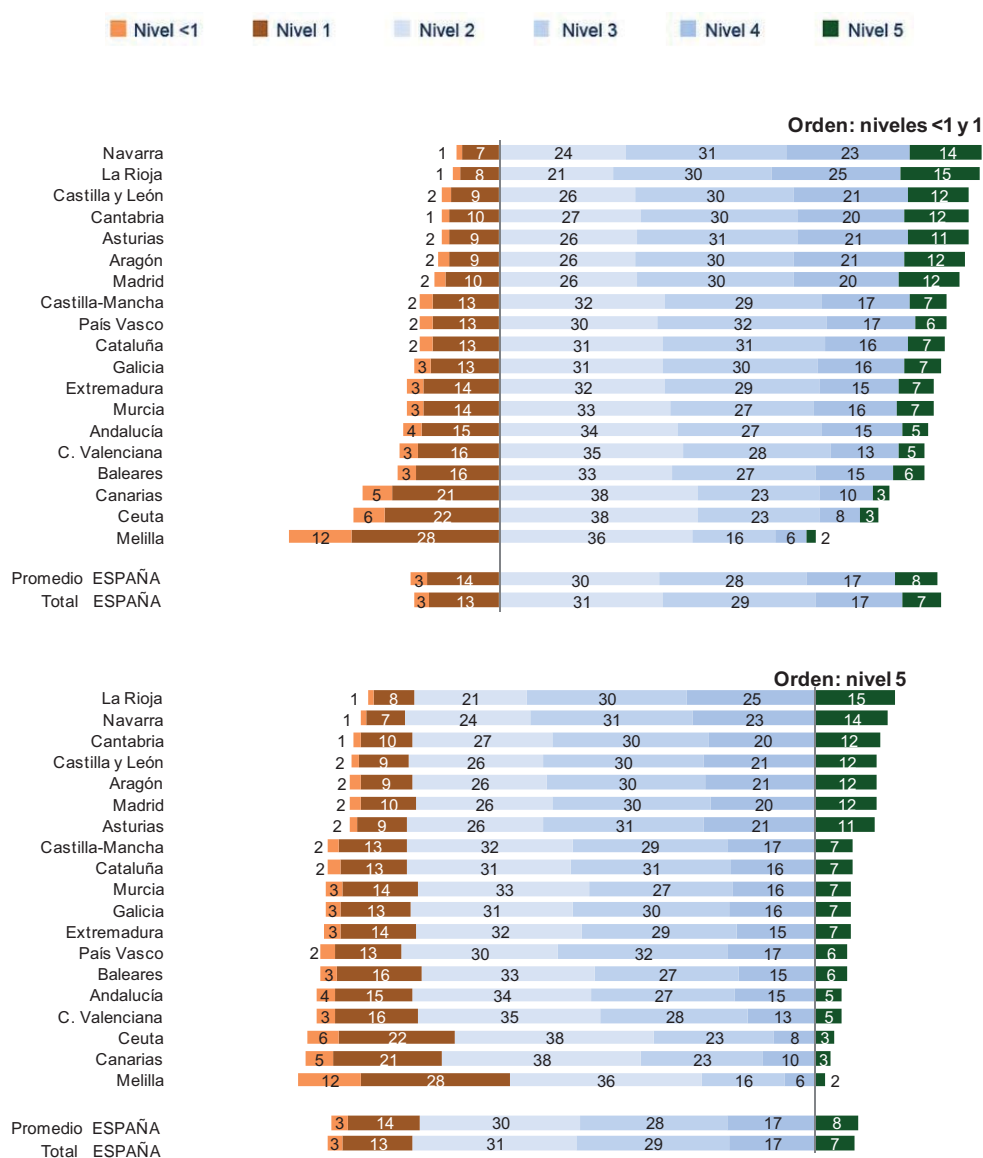 Nivel <1 Nivel 1 Nivel 2 Nivel 3 Nivel 4 Nivel 5
Orden: niveles <1 y 1
Navarra 1 7 24 31 23 14
La Rioja 1 8 21 30 25 15
Castilla y León 2 9 26 30 21 12
Cantabria 1 10 27 30 20 12
Asturias 2 9 26 31 21 11
Aragón 2 9 26 30 21 12
Madrid 2 10 26 30 20 12
Castilla-Mancha 2 13 32 29 17 7
País Vasco 2 13 30 32 17 6
Cataluña 2 13 31 31 16 7
Galicia 3 13 31 30 16 7
Extremadura 3 14 32 29 15 7
Murcia 3 14 33 27 16 7
Andalucía 4 15 34 27 15 5
C. Valenciana 3 16 35 28 13 5
Baleares 3 16 33 27 15 6
Canarias 5 21 38 23 10 3
Ceuta 6 22 38 23 8 3
Melilla 12 28 36 16 6 2
Promedio ESPAÑA 3 14 30 28 17 8
Total ESPAÑA 3 13 31 29 17 7
Orden: nivel 5
La Rioja 1 8 21 30 25 15
Navarra 1 7 24 31 23 14
Cantabria 1 10 27 30 20 12
Castilla y León 2 9 26 30 21 12
Aragón 2 9 26 30 21 12
Madrid 2 10 26 30 20 12
Asturias 2 9 26 31 21 11
Castilla-Mancha 2 13 32 29 17 7
Cataluña 2 13 31 31 16 7
Murcia 3 14 33 27 16 7
Galicia 3 13 31 30 16 7
Extremadura 3 14 32 29 15 7
País Vasco 2 13 30 32 17 6
Baleares 3 16 33 27 15 6
Andalucía 4 15 34 27 15 5
C. Valenciana 3 16 35 28 13 5
Ceuta 6 22 38 23 8 3
Canarias 5 21 38 23 10 3
Melilla 12 28 36 16 6 2
Promedio ESPAÑA 3 14 30 28 17 8
Total ESPAÑA 3 13 31 29 17 7